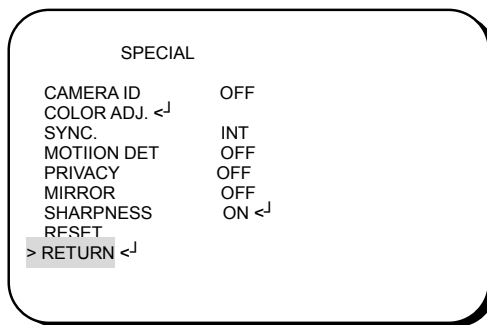 SPECIAL
CAMERA ID OFF
COLOR ADJ. <┘
SYNC. INT
MOTIION DET OFF
PRIVACY OFF
MIRROR OFF
SHARPNESS ON <┘
RESET
> RETURN <┘